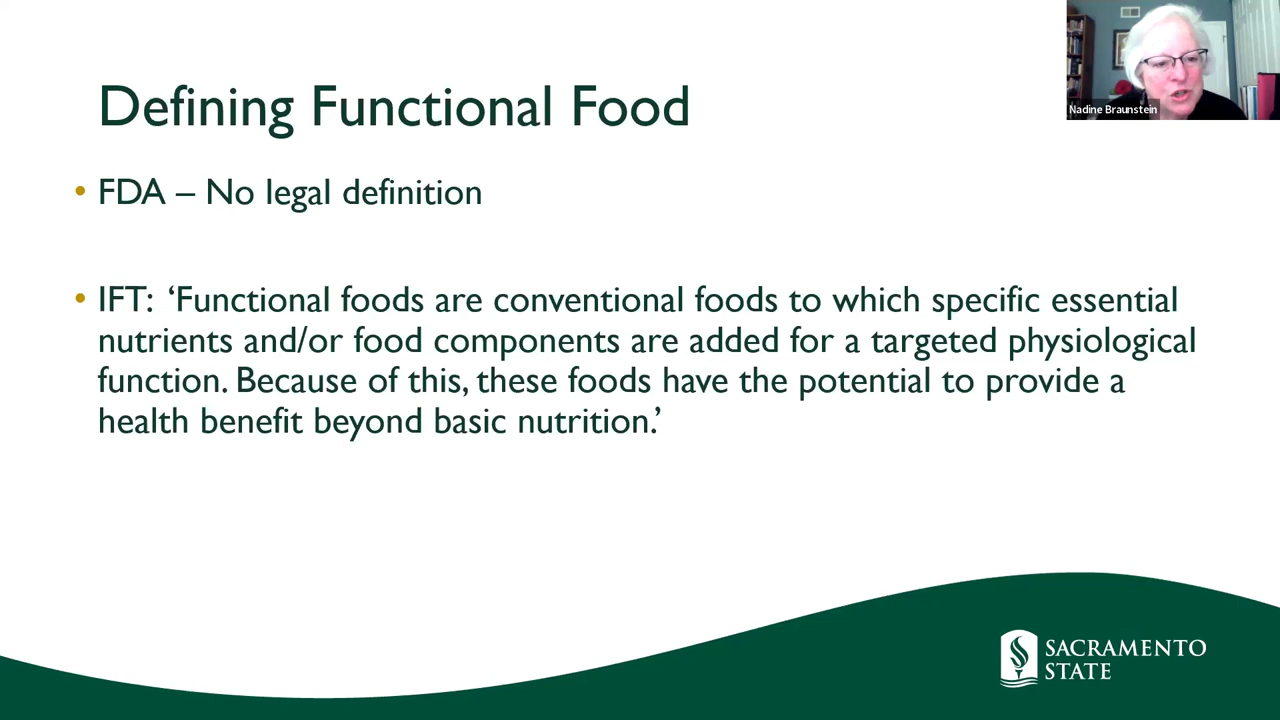 Nadine Braunstein
Defining Functional Food
• FDA – No legal definition
• IFT: ‘Functional foods are conventional foods to which specific essential
nutrients and/or food components are added for a targeted physiological
function. Because of this, these foods have the potential to provide a
health benefit beyond basic nutrition.’
SACRAMENTO
STATE